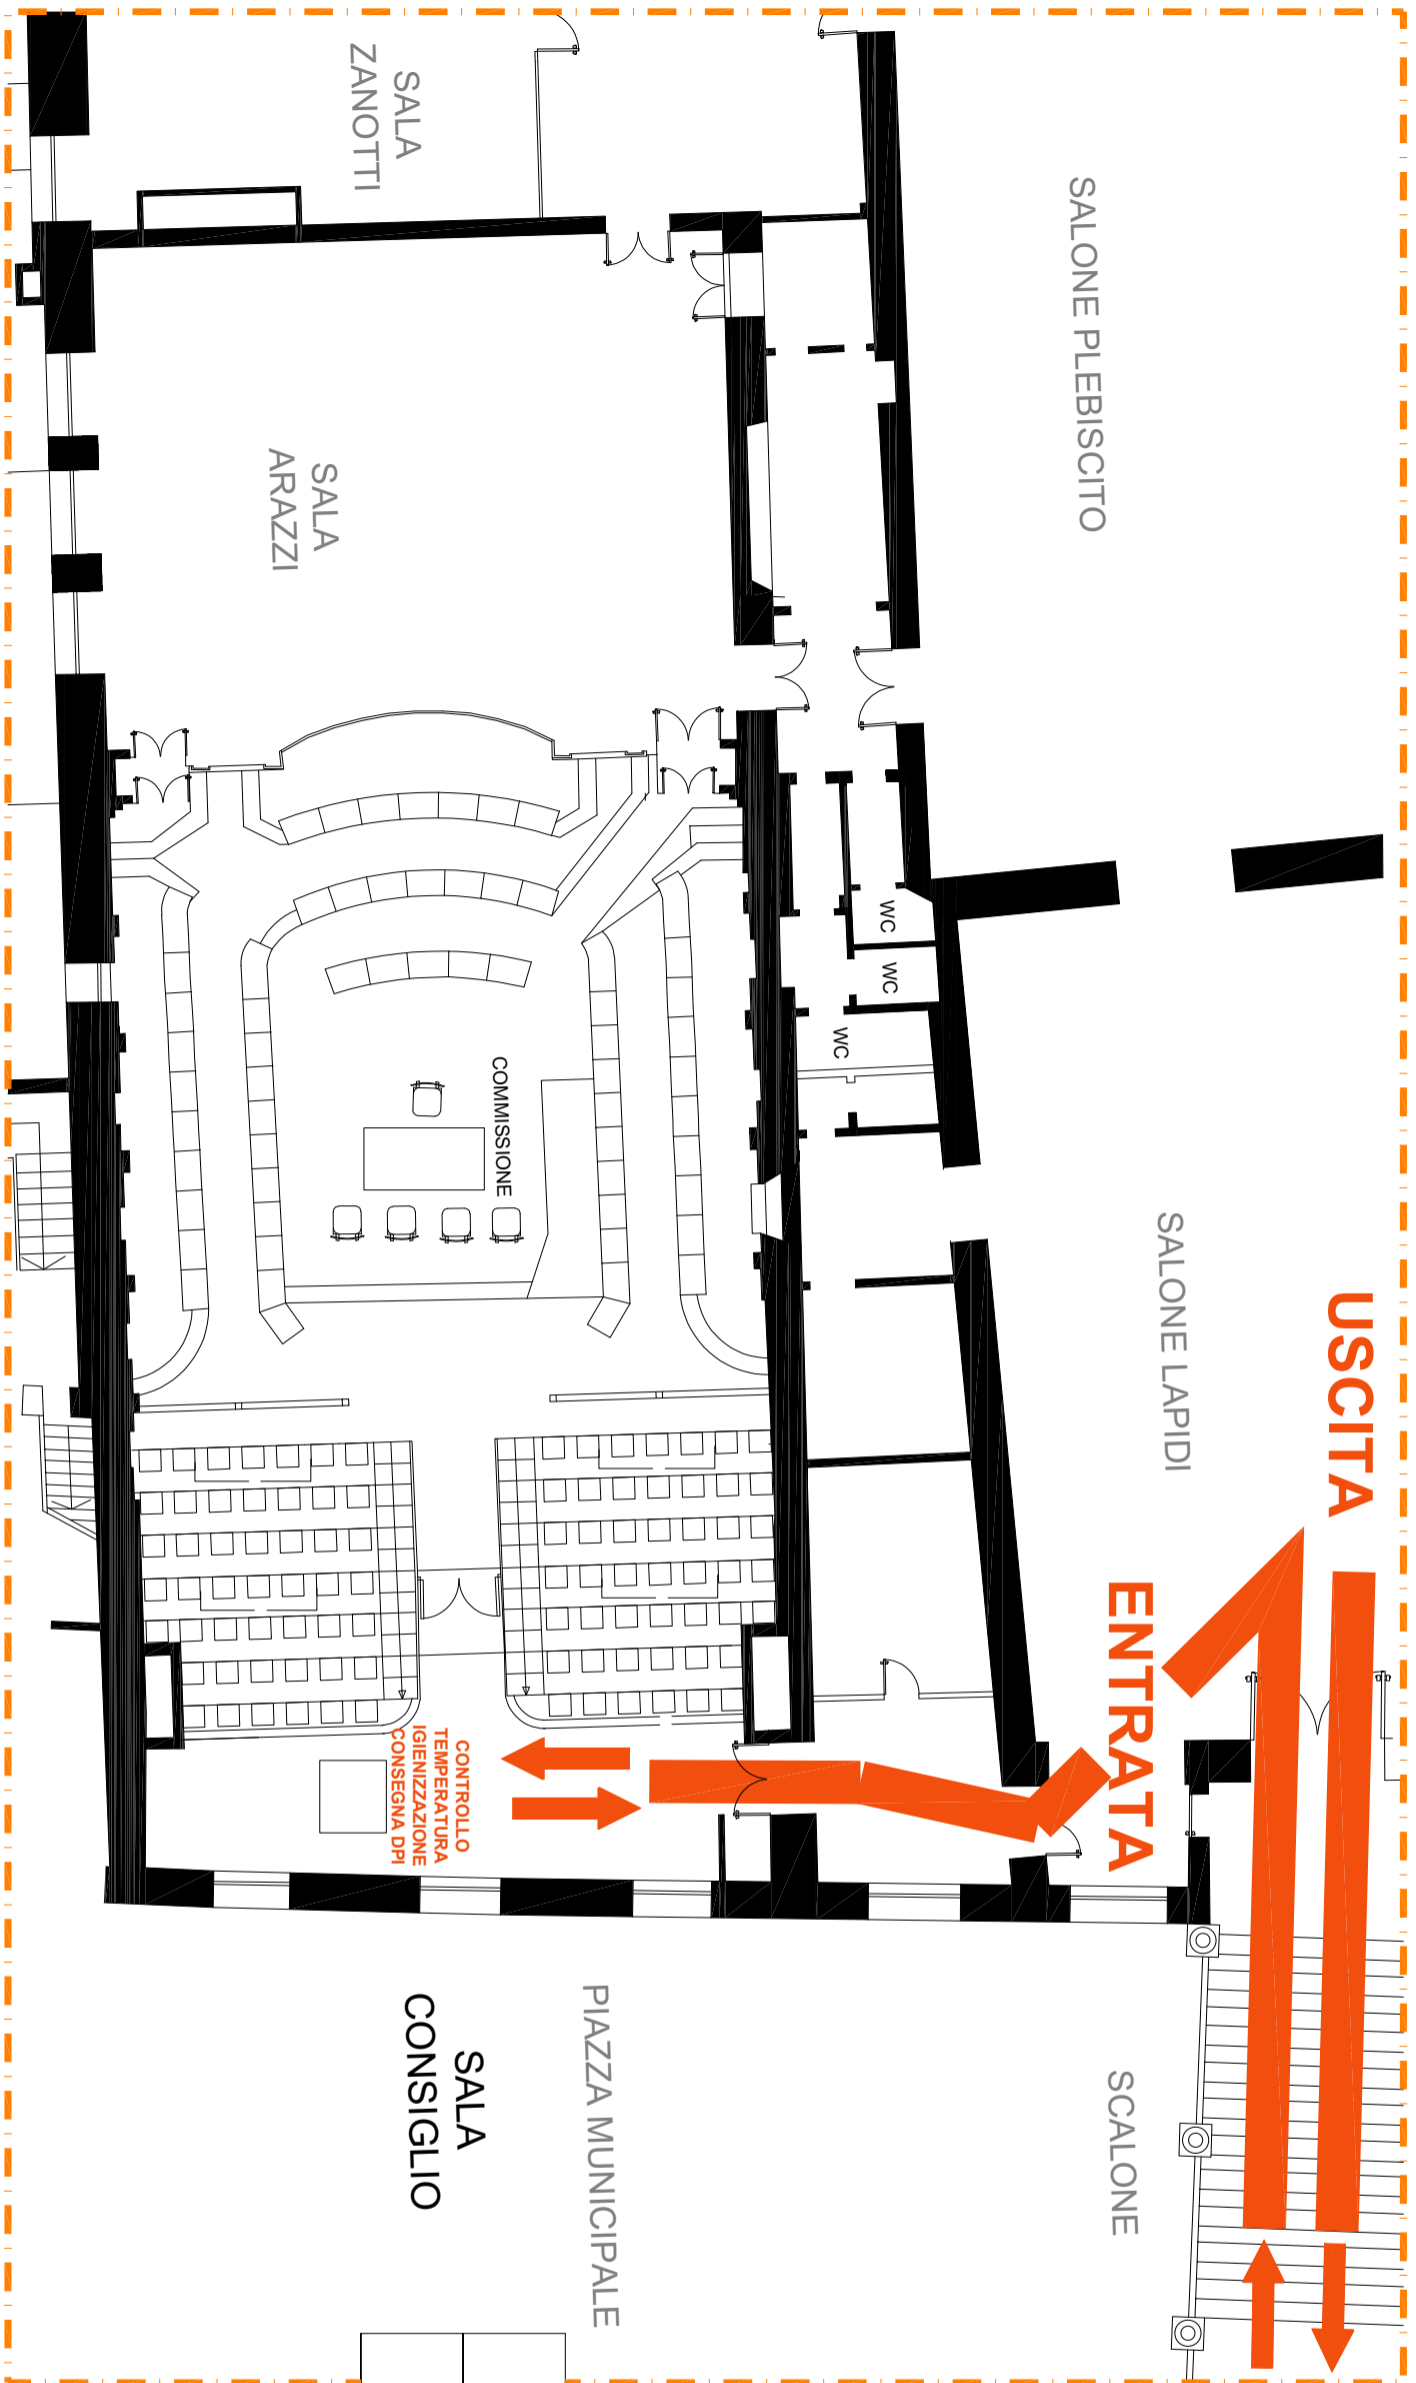 SALA
ZANOTTI
SALONE PLEBISCITO
SALA
ARAZZI
WC
WC
WC
COMMISSIONE
SALONE LAPIDI
USCITA
ENTRATA
CONTROLLO
TEMPERATURA
IGIENIZZAZIONE
CONSEGNA DPI
SALA
CONSIGLIO
PIAZZA MUNICIPALE
SCALONE